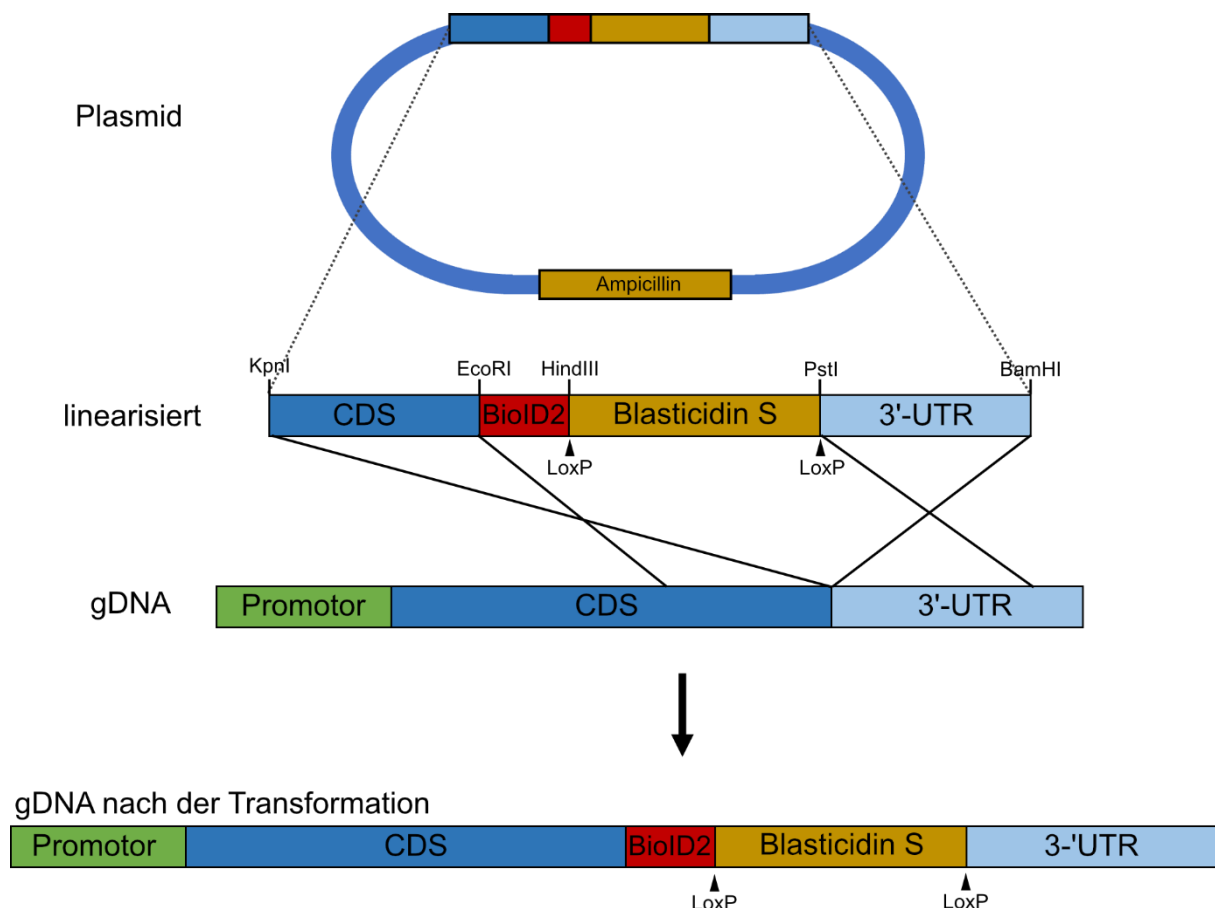 Plasmid
Ampicillin
KpnI EcoRI HindIII PstI BamHI
linearisiert CDS BioID2 Blasticidin S 3'-UTR
LoxP LoxP
gDNA Promotor CDS 3'-UTR
gDNA nach der Transformation
Promotor CDS BioID2 Blasticidin S 3-'UTR
LoxP LoxP